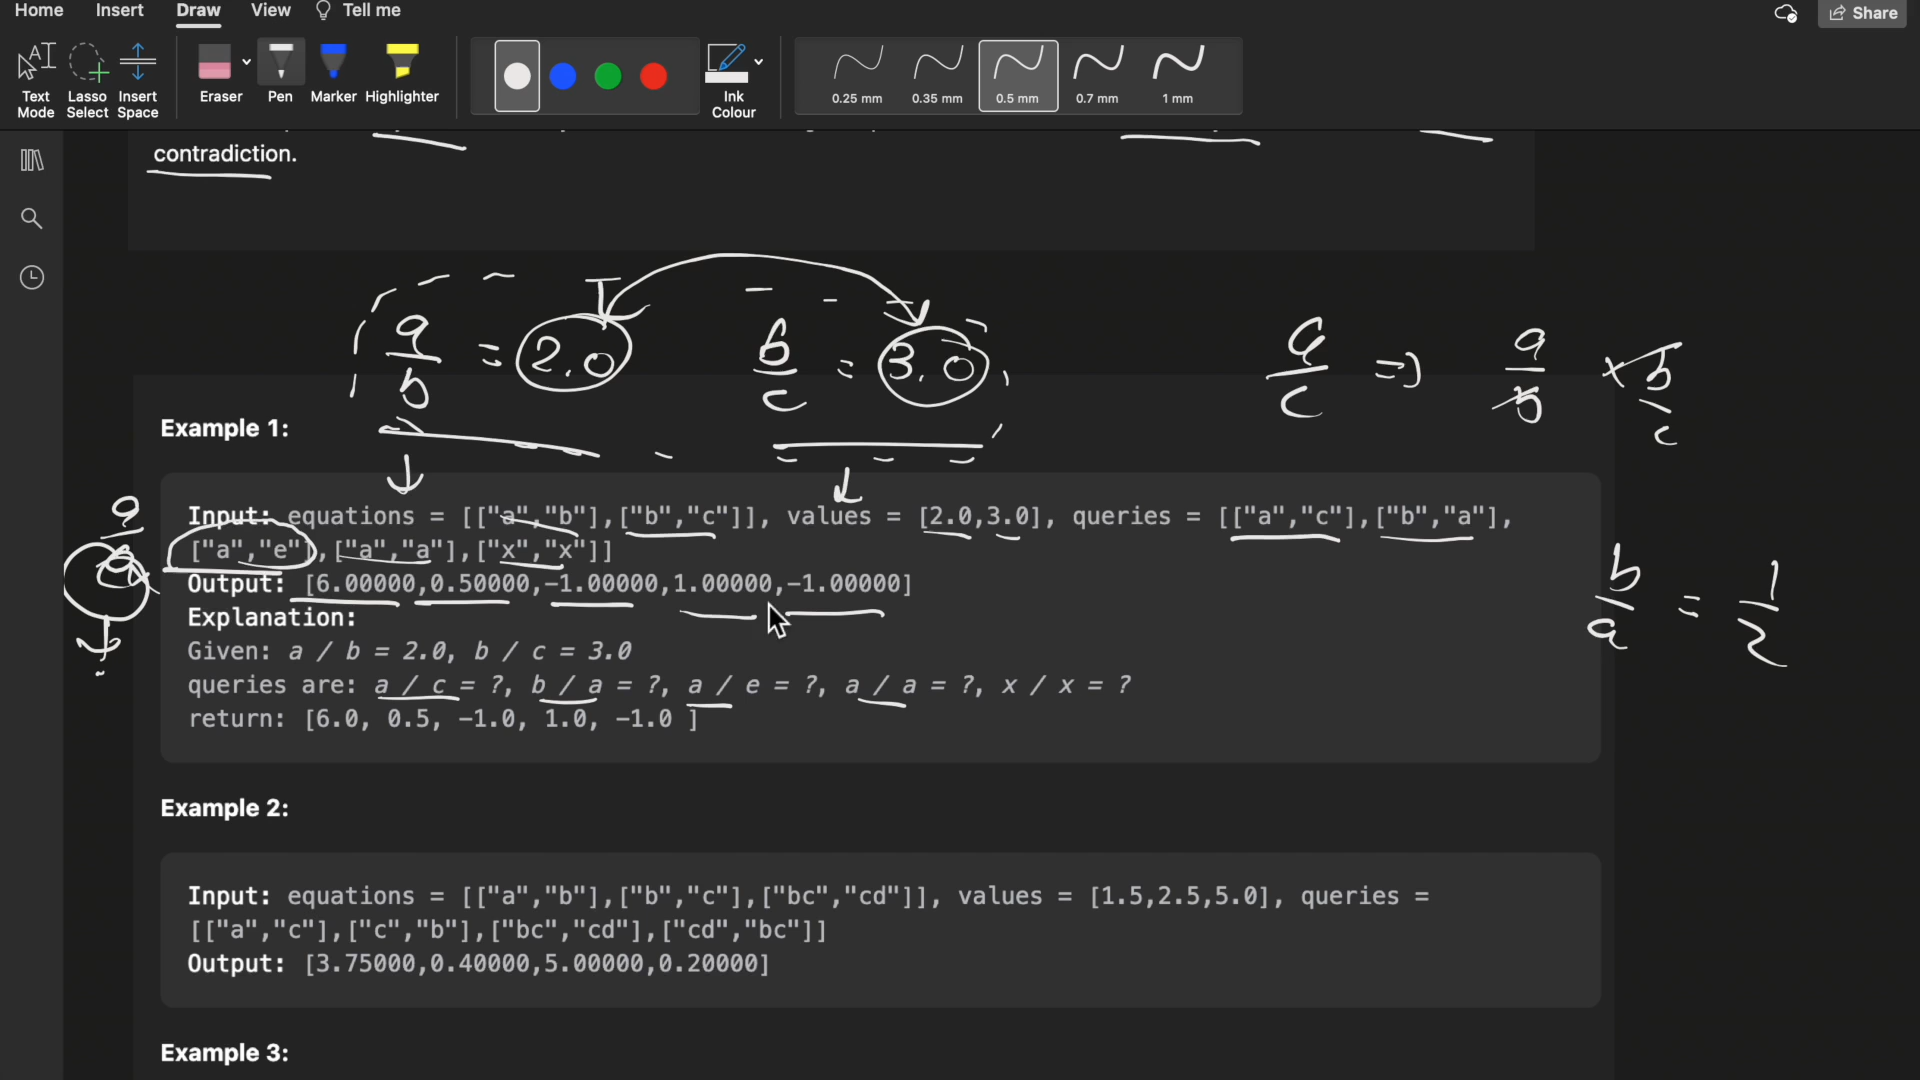 Home Insert Draw View Tell me Share
Text Mode Lasso Select Insert Space Eraser Pen Marker Highlighter Ink Colour 0.25 mm 0.35 mm 0.5 mm 0.7 mm 1 mm
contradiction.
a/b = 2.0 b/c = 3.0, a/c => a/b × b/c
Example 1:
a/a
Input: equations = [["a","b"],["b","c"]], values = [2.0,3.0], queries = [["a","c"],["b","a"],
["a","e"],["a","a"],["x","x"]]
Output: [6.00000,0.50000,-1.00000,1.00000,-1.00000]
b/a = 1/2
Explanation:
Given: a / b = 2.0, b / c = 3.0
queries are: a / c = ?, b / a = ?, a / e = ?, a / a = ?, x / x = ?
return: [6.0, 0.5, -1.0, 1.0, -1.0 ]
Example 2:
Input: equations = [["a","b"],["b","c"],["bc","cd"]], values = [1.5,2.5,5.0], queries =
[["a","c"],["c","b"],["bc","cd"],["cd","bc"]]
Output: [3.75000,0.40000,5.00000,0.20000]
Example 3: